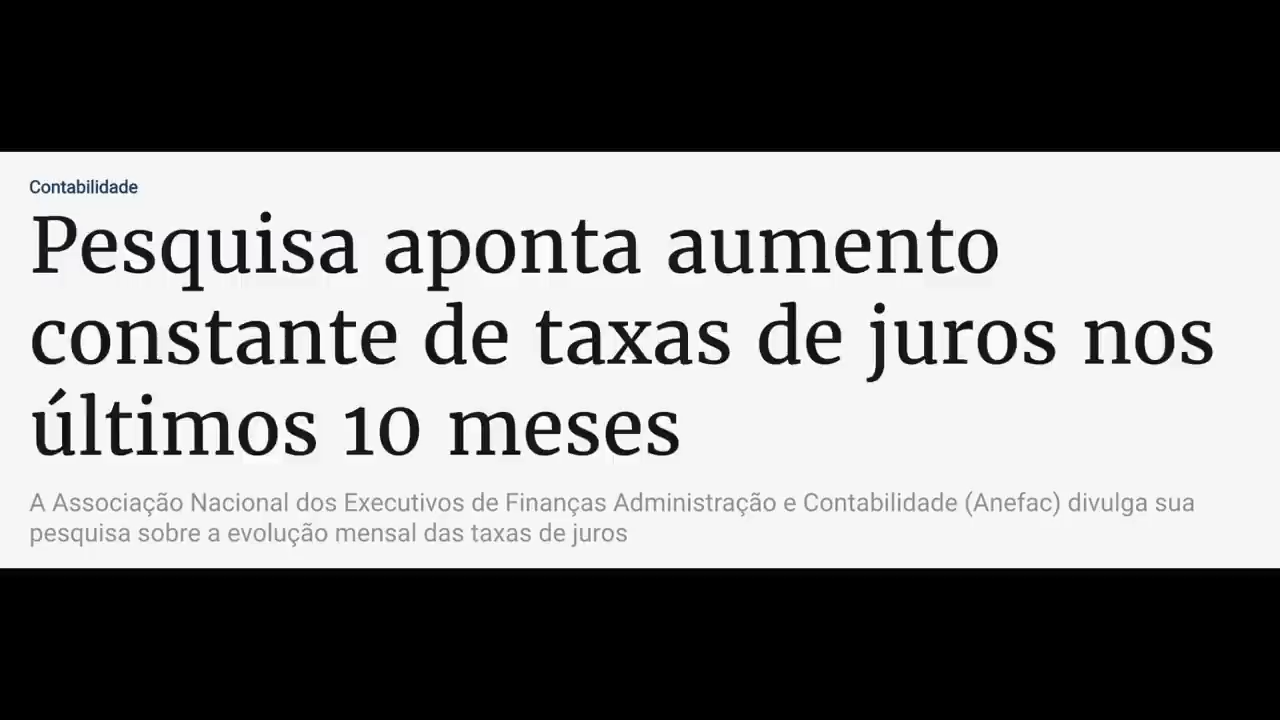 Contabilidade
Pesquisa aponta aumento
constante de taxas de juros nos
últimos 10 meses
A Associação Nacional dos Executivos de Finanças Administração e Contabilidade (Anefac) divulga sua
pesquisa sobre a evolução mensal das taxas de juros